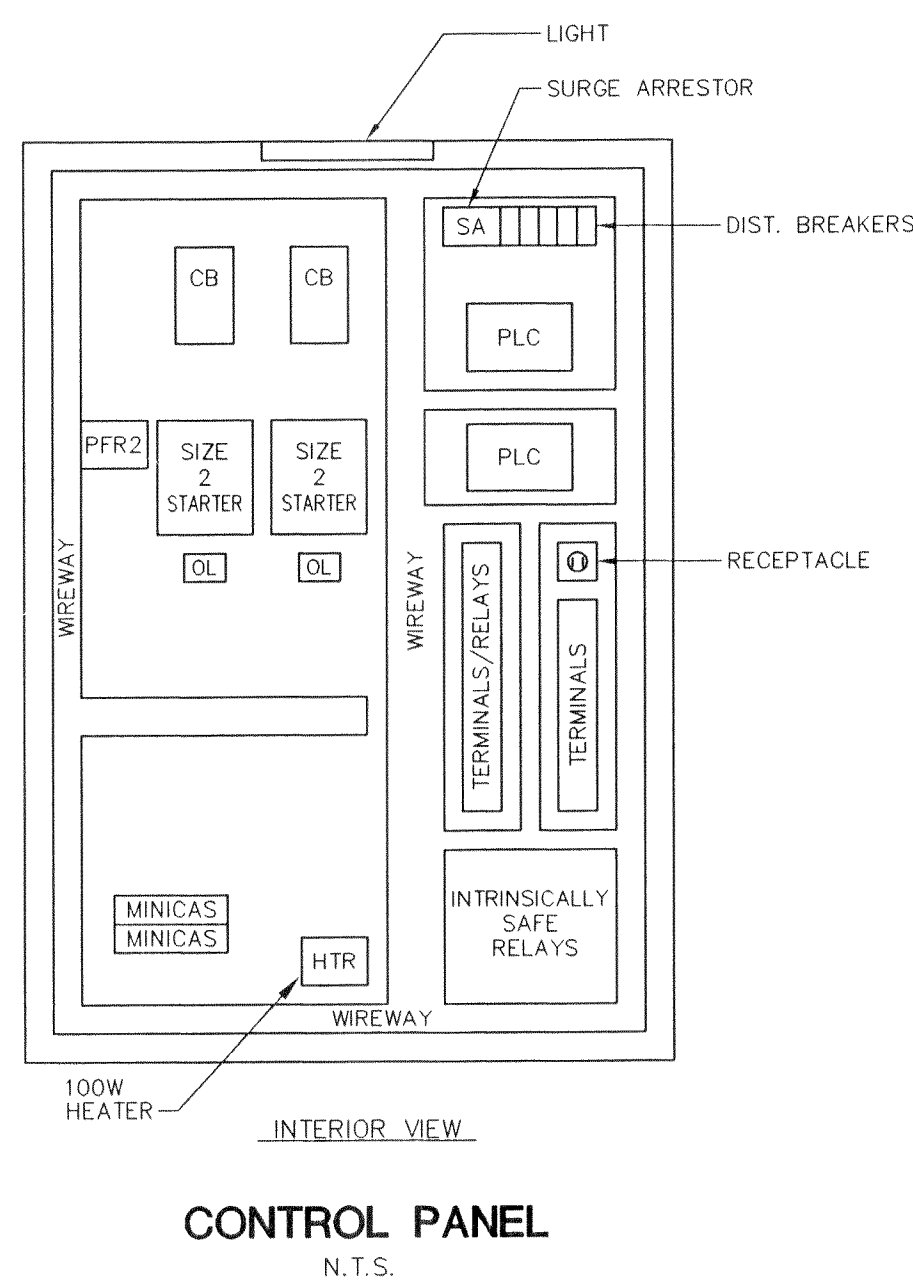 LIGHT
SURGE ARRESTOR
SA
DIST. BREAKERS
CB
CB
PLC
PFR2
SIZE
2
STARTER
SIZE
2
STARTER
PLC
OL
OL
RECEPTACLE
WIREWAY
WIREWAY
TERMINALS/RELAYS
TERMINALS
MINICAS
MINICAS
HTR
INTRINSICALLY
SAFE
RELAYS
WIREWAY
100W
HEATER
INTERIOR VIEW
CONTROL PANEL
N.T.S.